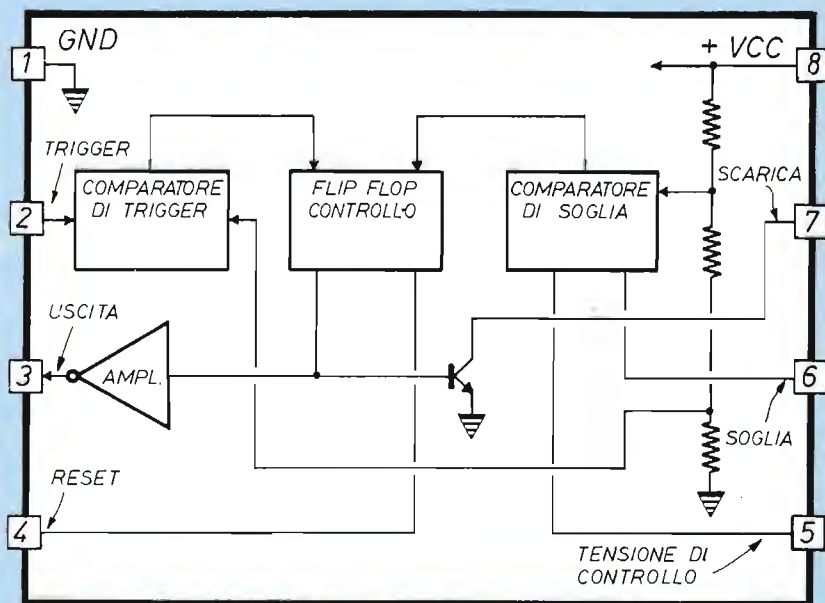 GND
1
+ VCC
8
TRIGGER
2
COMPARATORE
DI TRIGGER
FLIP FLOP
CONTROLLO
COMPARATORE
DI SOGLIA
SCARICA
7
USCITA
3
AMPL.
6
SOGLIA
RESET
4
5
TENSIONE DI
CONTROLLO